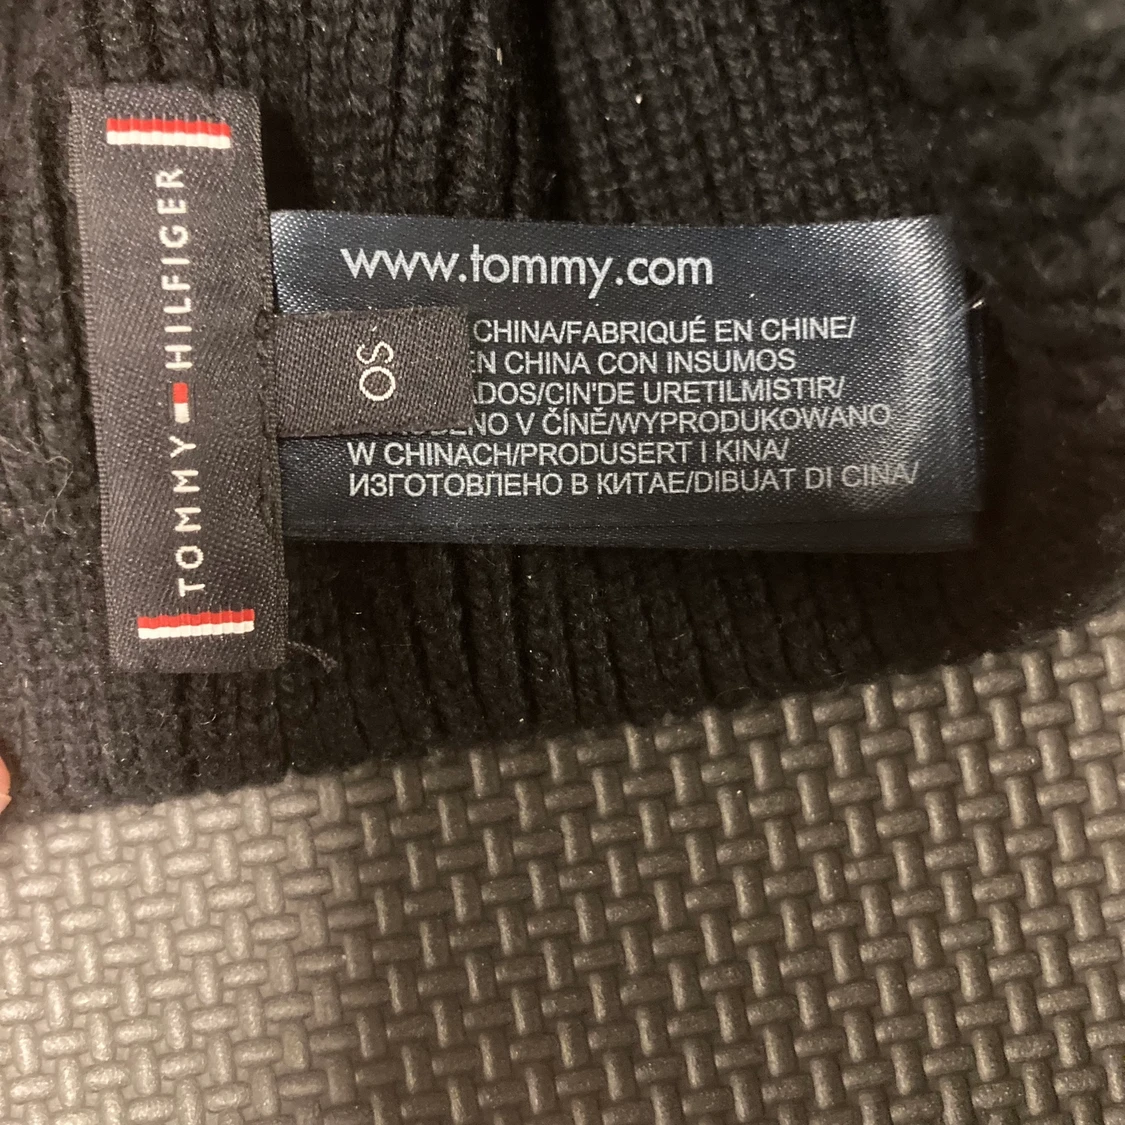 TOMMY HILFIGER
OS
www.tommy.com
CHINA/FABRIQUÉ EN CHINE/
EN CHINA CON INSUMOS
ADOS/CIN'DE URETILMISTIR/
V ČÍNĚ/WYPRODUKOWANO
W CHINACH/PRODUSERT I KINA/
ИЗГОТОВЛЕНО В КИТАЕ/DIBUAT DI CINA/